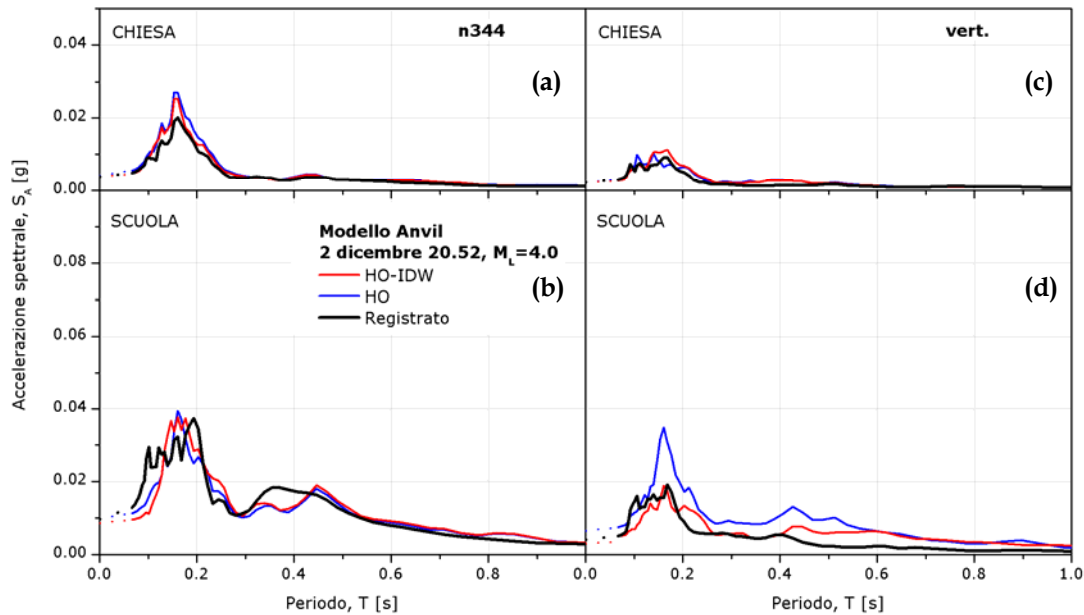 CHIESA
n344
(a)
CHIESA
vert.
(c)
0.04
0.02
0.00
SCUOLA
Modello Anvil
2 dicembre 20.52, M_L=4.0
HO-IDW
HO
Registrato
(b)
SCUOLA
(d)
0.08
0.06
0.04
0.02
0.00
Accelerazione spettrale, S_A [g]
0.0 0.2 0.4 0.6 0.8 0.0 0.2 0.4 0.6 0.8 1.0
Periodo, T [s]
Periodo, T [s]